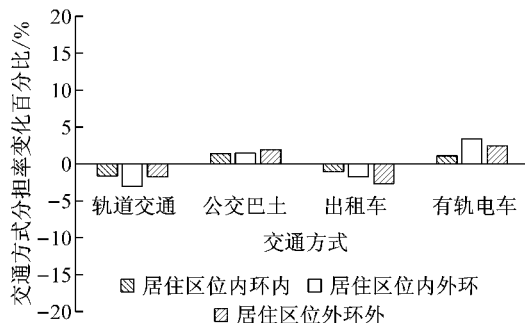 交通方式分担率变化百分比/%
20
15
10
5
0
−5
−10
−15
−20
轨道交通 公交巴士 出租车 有轨电车
交通方式
居住区位内环内 居住区位内外环
居住区位外环外